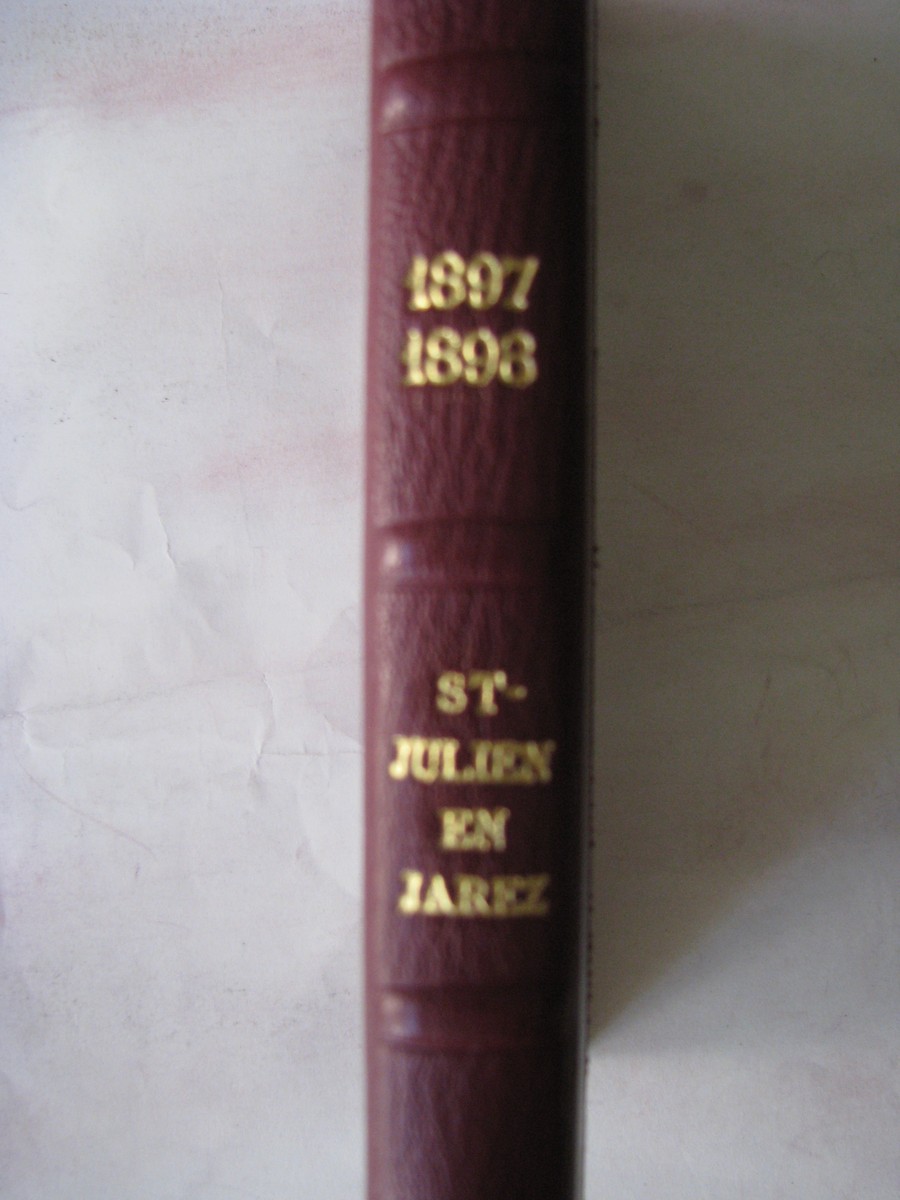 1897
1898
ST-
JULIEN
EN
JAREZ